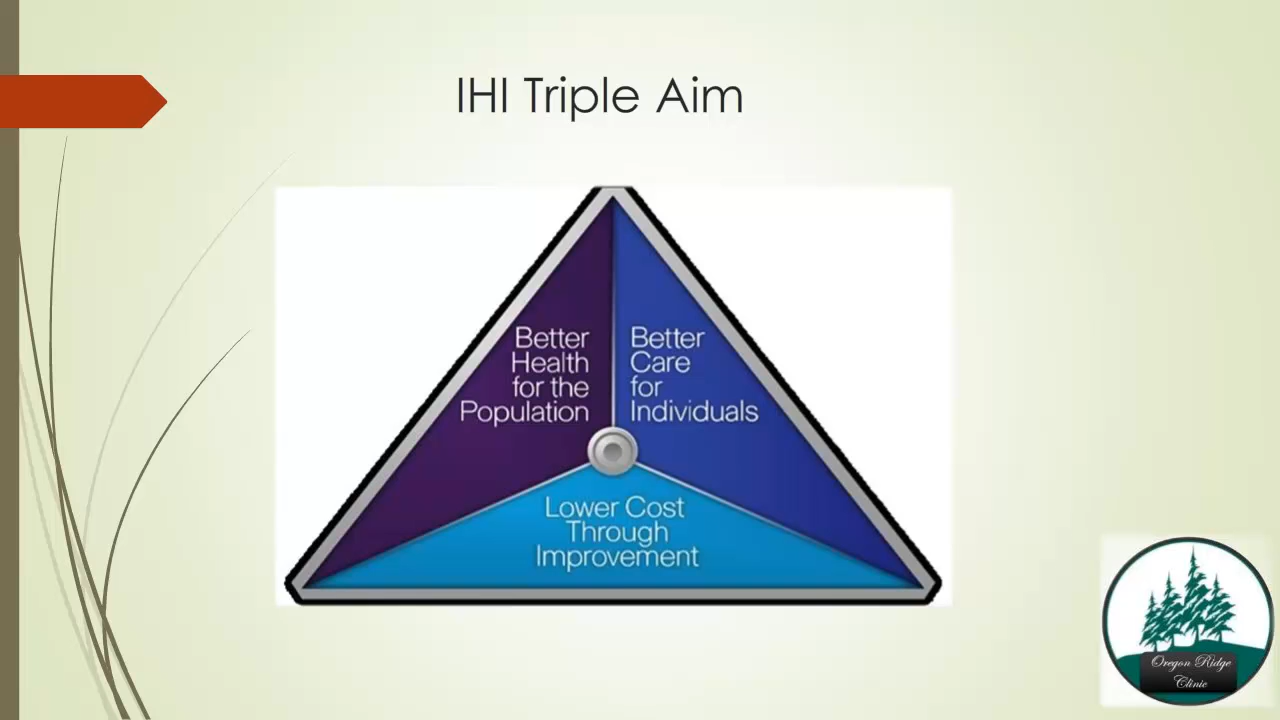 IHI Triple Aim
Better
Health
for the
Population
Better
Care
for
Individuals
Lower Cost
Through
Improvement
Oregon Ridge
Clinic